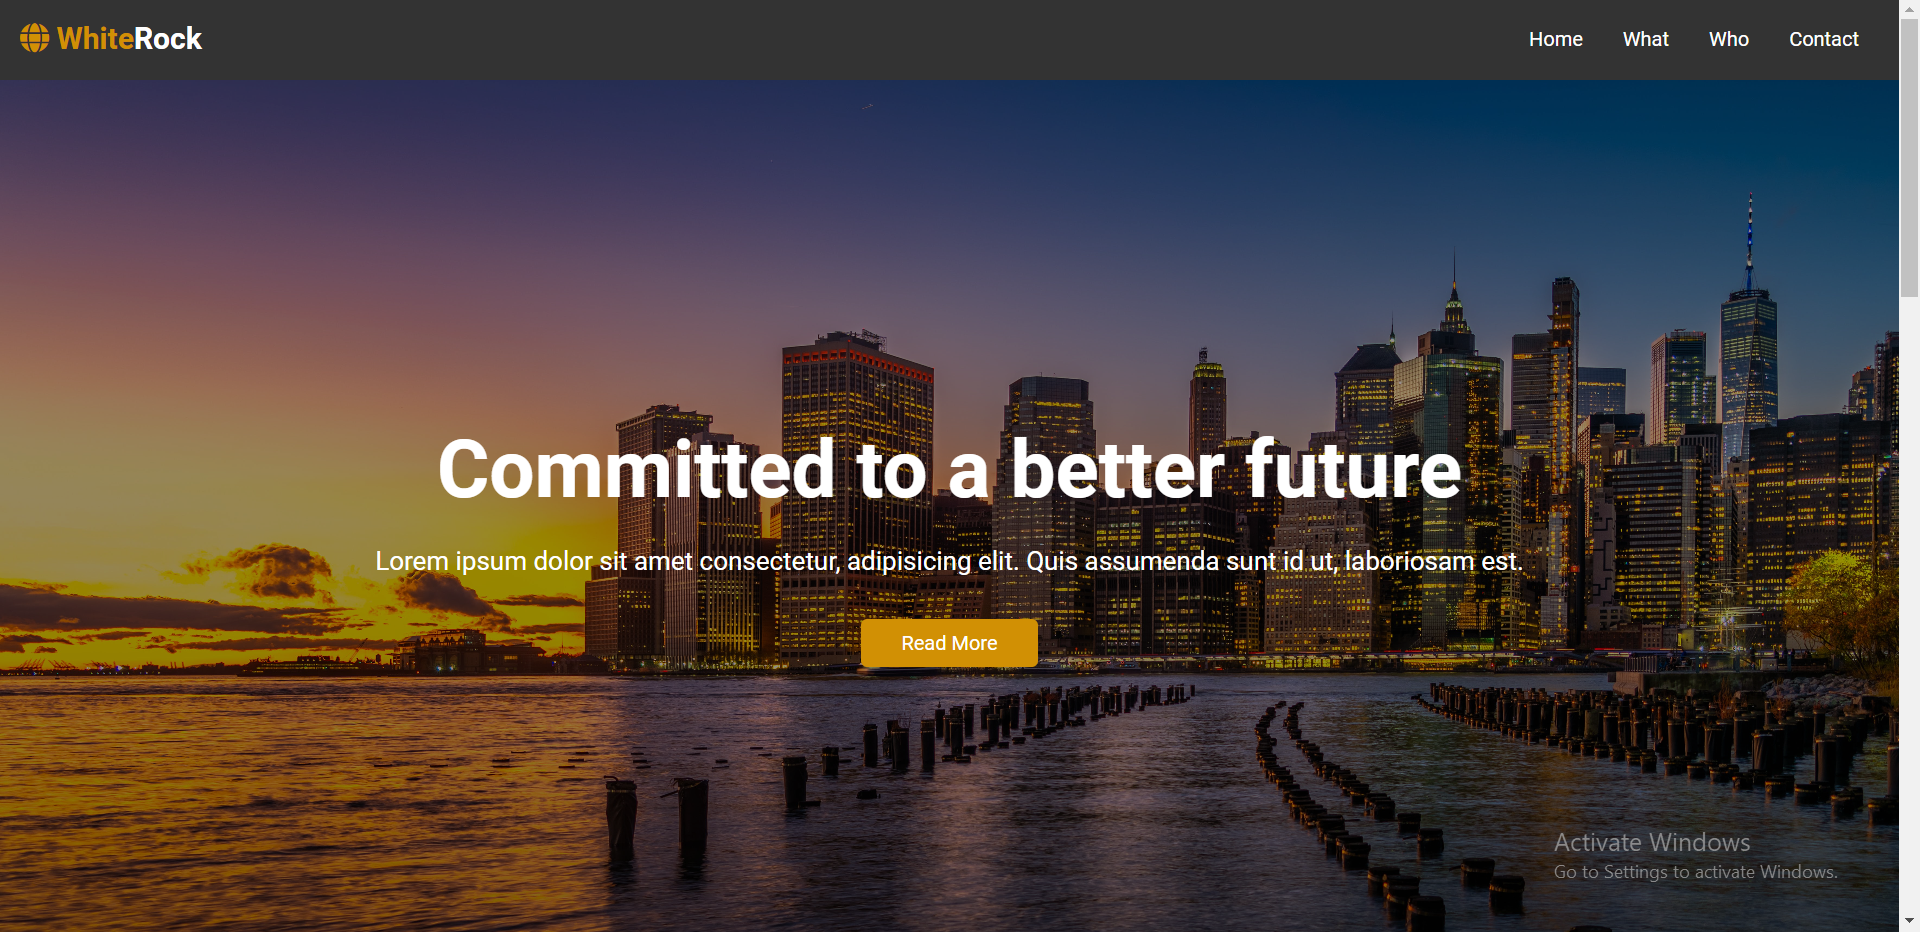 WhiteRock
Home What Who Contact
Committed to a better future
Lorem ipsum dolor sit amet consectetur, adipisicing elit. Quis assumenda sunt id ut, laboriosam est.
Read More
Activate Windows
Go to Settings to activate Windows.